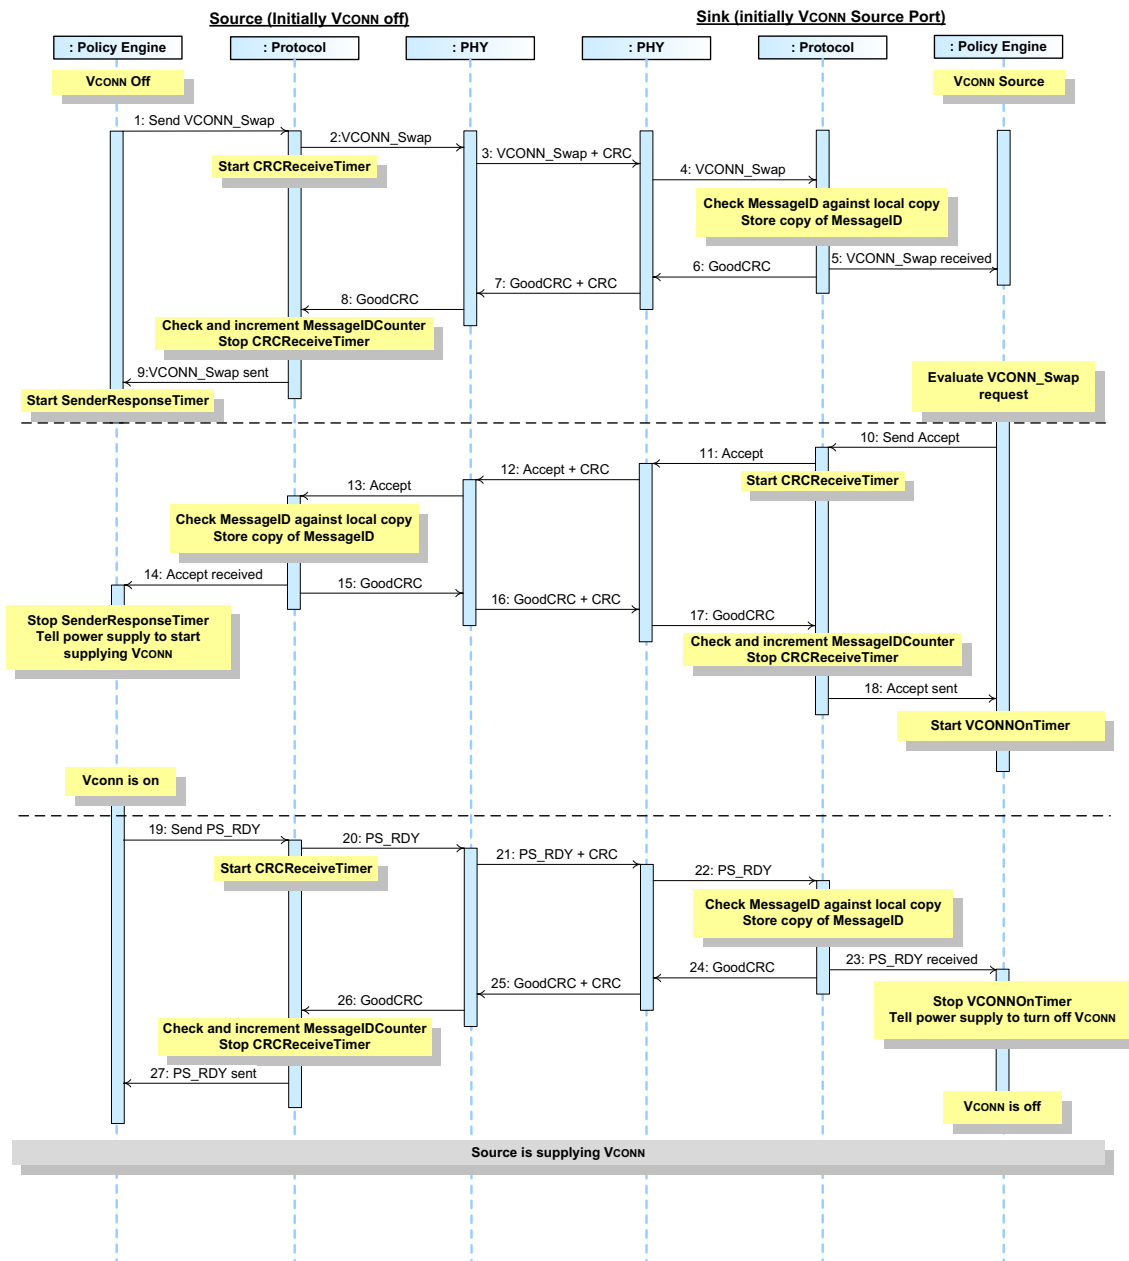 Source (Initially VCONN off)
Sink (initially VCONN Source Port)
: Policy Engine
: Protocol
: PHY
: PHY
: Protocol
: Policy Engine
VCONN Off
VCONN Source
1: Send VCONN_Swap
2:VCONN_Swap
Start CRCReceiveTimer
3: VCONN_Swap + CRC
4: VCONN_Swap
Check MessageID against local copy
Store copy of MessageID
5: VCONN_Swap received
6: GoodCRC
7: GoodCRC + CRC
8: GoodCRC
Check and increment MessageIDCounter
Stop CRCReceiveTimer
9:VCONN_Swap sent
Start SenderResponseTimer
Evaluate VCONN_Swap
request
10: Send Accept
11: Accept
Start CRCReceiveTimer
12: Accept + CRC
13: Accept
Check MessageID against local copy
Store copy of MessageID
14: Accept received
15: GoodCRC
16: GoodCRC + CRC
17: GoodCRC
Stop SenderResponseTimer
Tell power supply to start
supplying VCONN
Check and increment MessageIDCounter
Stop CRCReceiveTimer
18: Accept sent
Start VCONNOnTimer
Vconn is on
19: Send PS_RDY
20: PS_RDY
Start CRCReceiveTimer
21: PS_RDY + CRC
22: PS_RDY
Check MessageID against local copy
Store copy of MessageID
23: PS_RDY received
24: GoodCRC
25: GoodCRC + CRC
26: GoodCRC
Stop VCONNOnTimer
Tell power supply to turn off VCONN
Check and increment MessageIDCounter
Stop CRCReceiveTimer
27: PS_RDY sent
VCONN is off
Source is supplying VCONN